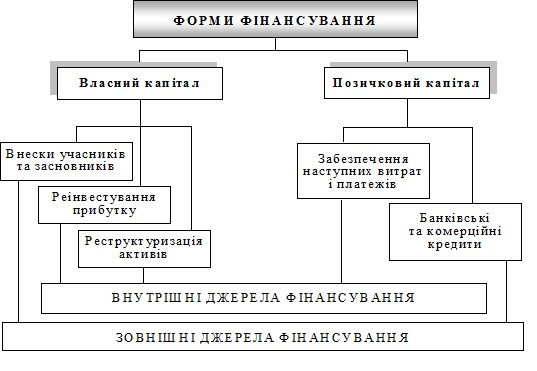 ФОРМИ ФІНАНСУВАННЯ
Власний капітал
Позичковий капітал
Внески учасників
та засновників
Реінвестування
прибутку
Реструктуризація
активів
Забезпечення
наступних витрат
і платежів
Банківські
та комерційні
кредити
ВНУТРІШНІ ДЖЕРЕЛА ФІНАНСУВАННЯ
ЗОВНІШНІ ДЖЕРЕЛА ФІНАНСУВАННЯ